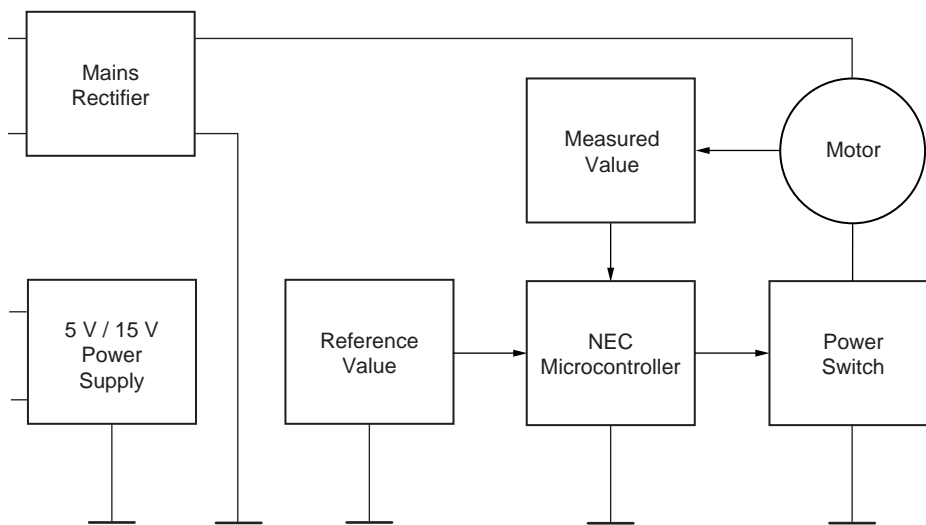 Mains
Rectifier
Measured
Value
Motor
5 V / 15 V
Power
Supply
Reference
Value
NEC
Microcontroller
Power
Switch